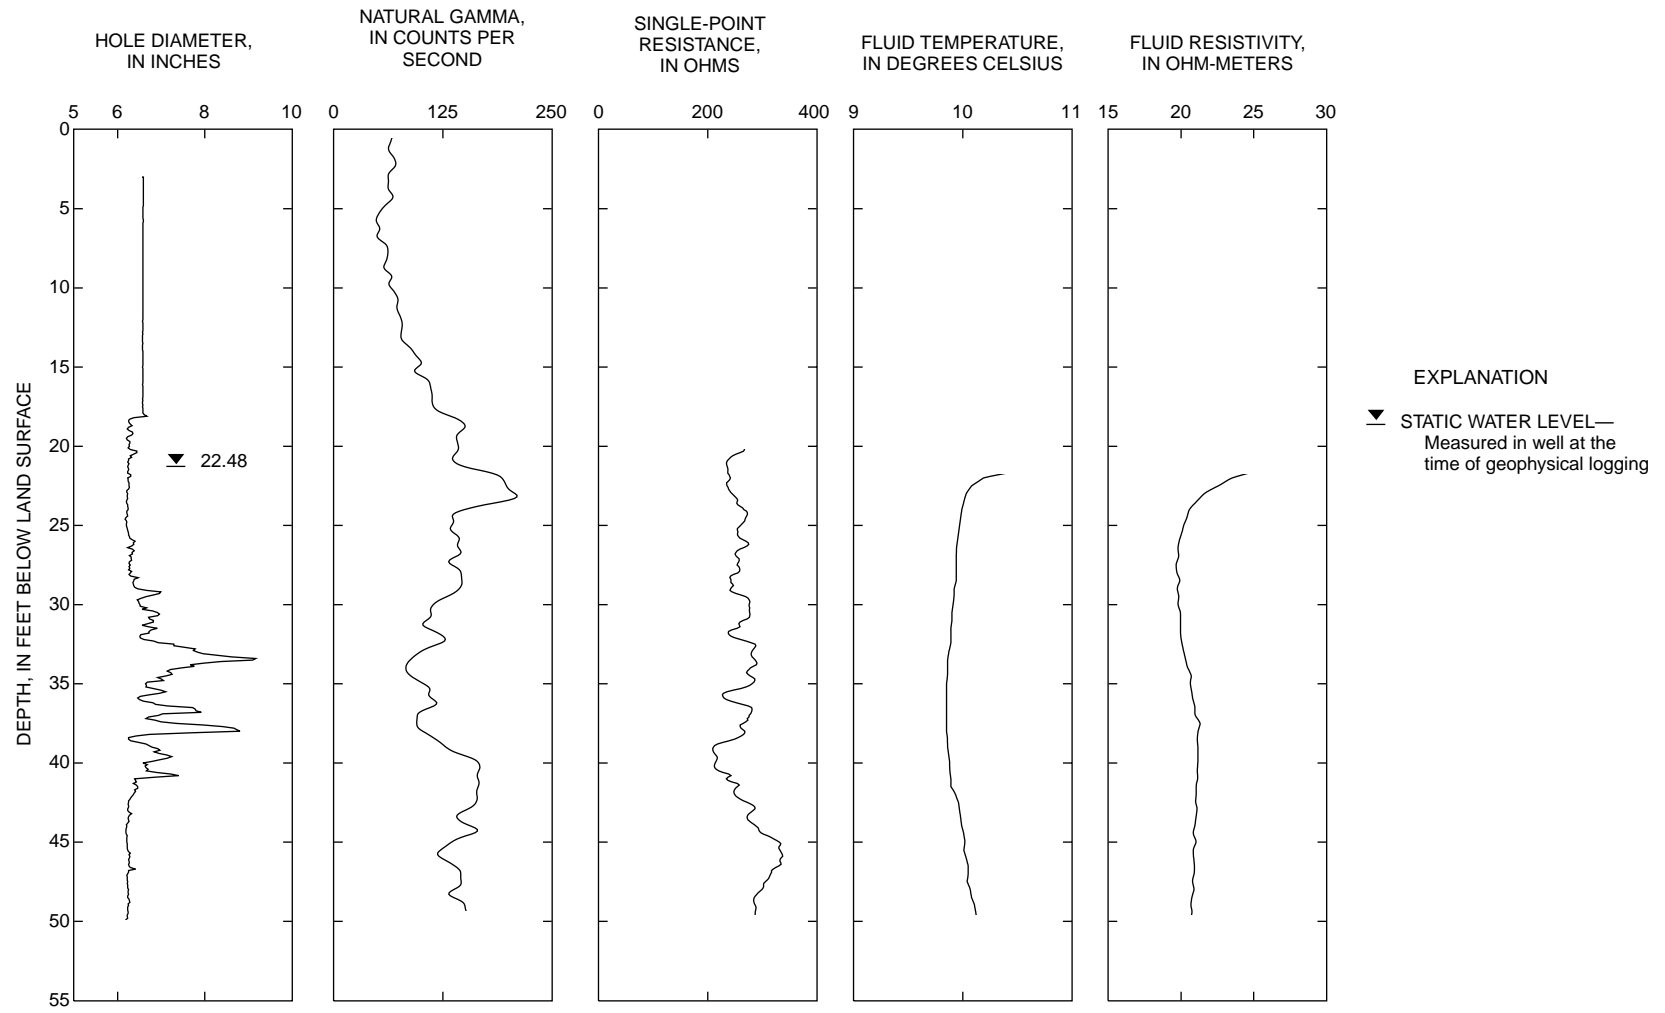 HOLE DIAMETER,
IN INCHES
NATURAL GAMMA,
IN COUNTS PER
SECOND
SINGLE-POINT
RESISTANCE,
IN OHMS
FLUID TEMPERATURE,
IN DEGREES CELSIUS
FLUID RESISTIVITY,
IN OHM-METERS
5 6 8 10
0 125 250
0 200 400
9 10 11
15 20 25 30
DEPTH, IN FEET BELOW LAND SURFACE
0
5
10
15
20
25
30
35
40
45
50
55
22.48
EXPLANATION
STATIC WATER LEVEL—
Measured in well at the
time of geophysical logging